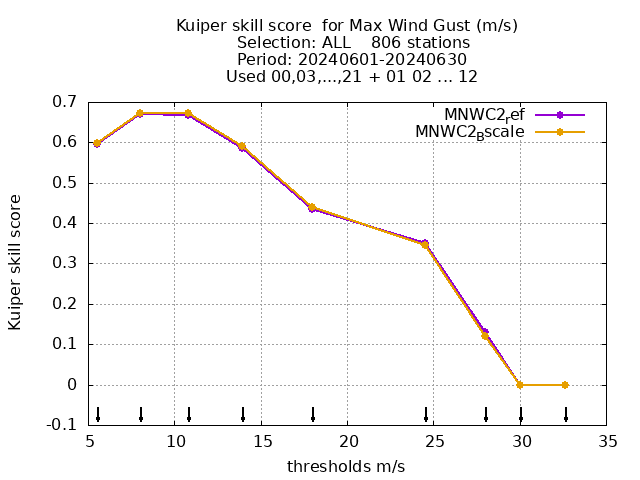 Kuiper skill score  for Max Wind Gust (m/s)
Selection: ALL    806 stations
Period: 20240601-20240630
Used 00,03,...,21 + 01 02 ... 12
MNWC2ref
MNWC2Bscale
0.7
0.6
0.5
0.4
0.3
0.2
0.1
0
-0.1
Kuiper skill score
5 10 15 20 25 30 35
thresholds m/s